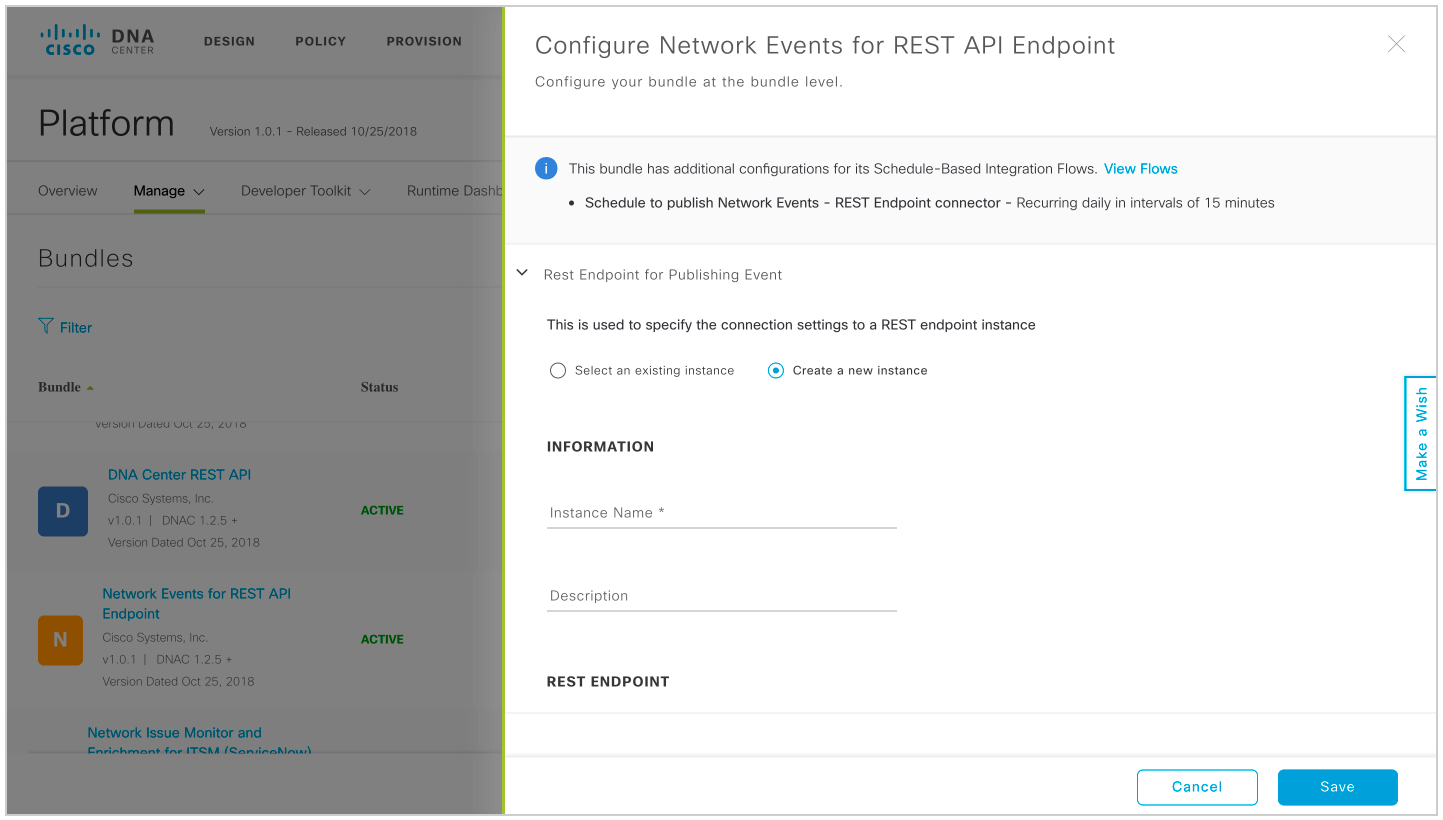 CISCO DNA CENTER
DESIGN POLICY PROVISION
Platform Version 1.0.1 - Released 10/25/2018
Overview Manage Developer Toolkit Runtime Dashb
Bundles
Filter
Bundle Status
Version Dated Oct 25, 2018
D
DNA Center REST API
Cisco Systems, Inc.
v1.0.1 | DNAC 1.2.5 +
Version Dated Oct 25, 2018
ACTIVE
N
Network Events for REST API
Endpoint
Cisco Systems, Inc.
v1.0.1 | DNAC 1.2.5 +
Version Dated Oct 25, 2018
ACTIVE
Network Issue Monitor and
Enrichment for ITSM (ServiceNow)
Configure Network Events for REST API Endpoint
Configure your bundle at the bundle level.
i This bundle has additional configurations for its Schedule-Based Integration Flows. View Flows
• Schedule to publish Network Events - REST Endpoint connector - Recurring daily in intervals of 15 minutes
Rest Endpoint for Publishing Event
This is used to specify the connection settings to a REST endpoint instance
Select an existing instance Create a new instance
INFORMATION
Instance Name *
Description
REST ENDPOINT
Make a Wish
Cancel Save